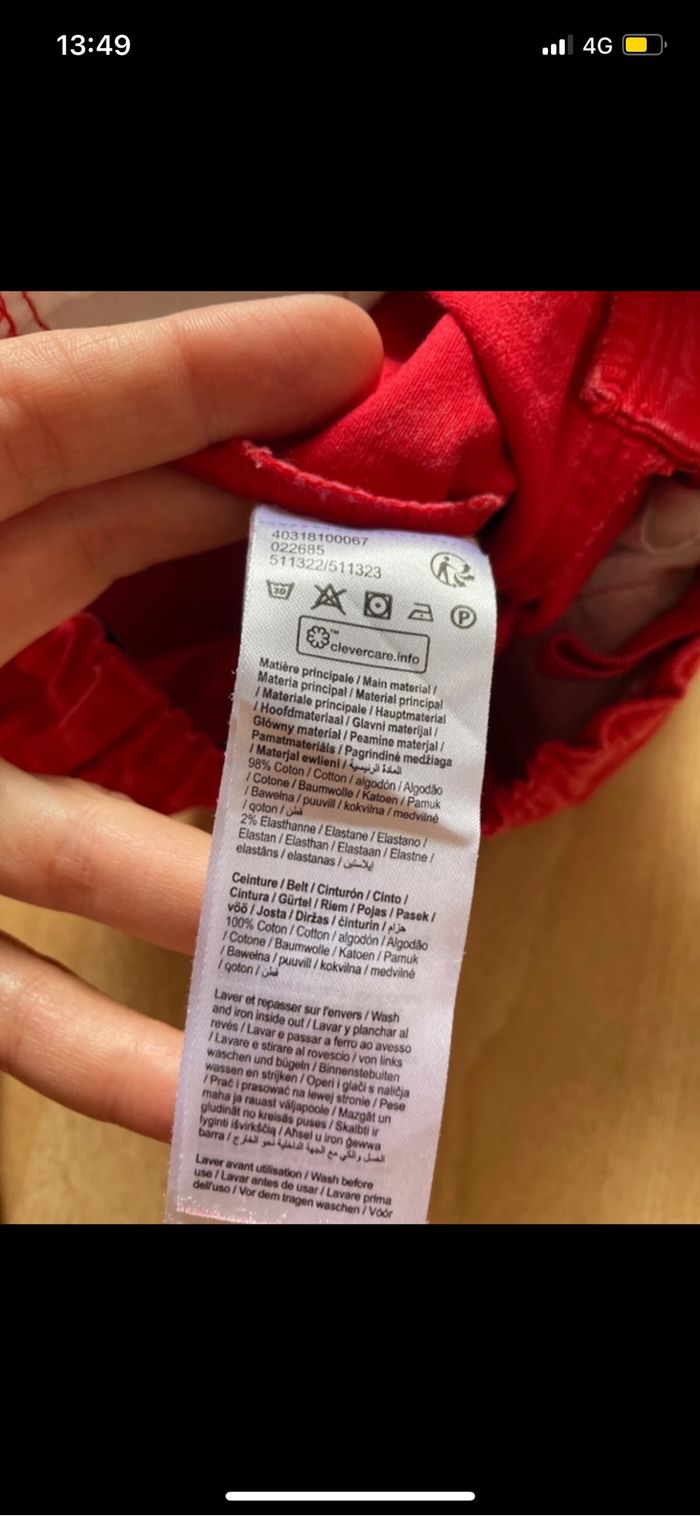 13:49
4G
40318100067
022685
511322/511323
30
P
clevercare.info
Matière principale / Main material /
Materia principal / Material principal
/ Materiale principale / Hauptmaterial
/ Hoofdmateriaal / Glavni materijal /
Główny materiał / Peamine materjal /
Pamatmateriāls / Pagrindinė medžiaga
/ Materjal ewlieni / المادة الرئيسية
98% Coton / Cotton / algodón / Algodão
/ Cotone / Baumwolle / Katoen / Pamuk
/ Bawełna / puuvill / kokvilna / medvilnė
/ qoton / قطن
2% Elasthanne / Elastane / Elastano /
Elastan / Elasthan / Elastaan / Elastne /
elastāns / elastanas / إيلاستين
Ceinture / Belt / Cinturón / Cinto /
Cintura / Gürtel / Riem / Pojas / Pasek /
vöö / Josta / Diržas / ċinturin / حزام
100% Coton / Cotton / algodón / Algodão
/ Cotone / Baumwolle / Katoen / Pamuk
/ Bawełna / puuvill / kokvilna / medvilnė
/ qoton / قطن
Laver et repasser sur l'envers / Wash
and iron inside out / Lavar y planchar al
revés / Lavar e passar a ferro ao avesso
/ Lavare e stirare al rovescio / von links
waschen und bügeln / Binnenstebuiten
wassen en strijken / Operi i glači s naličja
/ Prać i prasować na lewej stronie / Pese
maha ja rauast väljapoole / Mazgāt un
gludināt no kreisās puses / Skalbti ir
lyginti išvirkščią / Aħsel u iron ġewwa
barra / الغسل والكي مع الجهة الداخلية نحو الخارج
Laver avant utilisation / Wash before
use / Lavar antes de usar / Lavare prima
dell'uso / Vor dem tragen waschen / Vóór